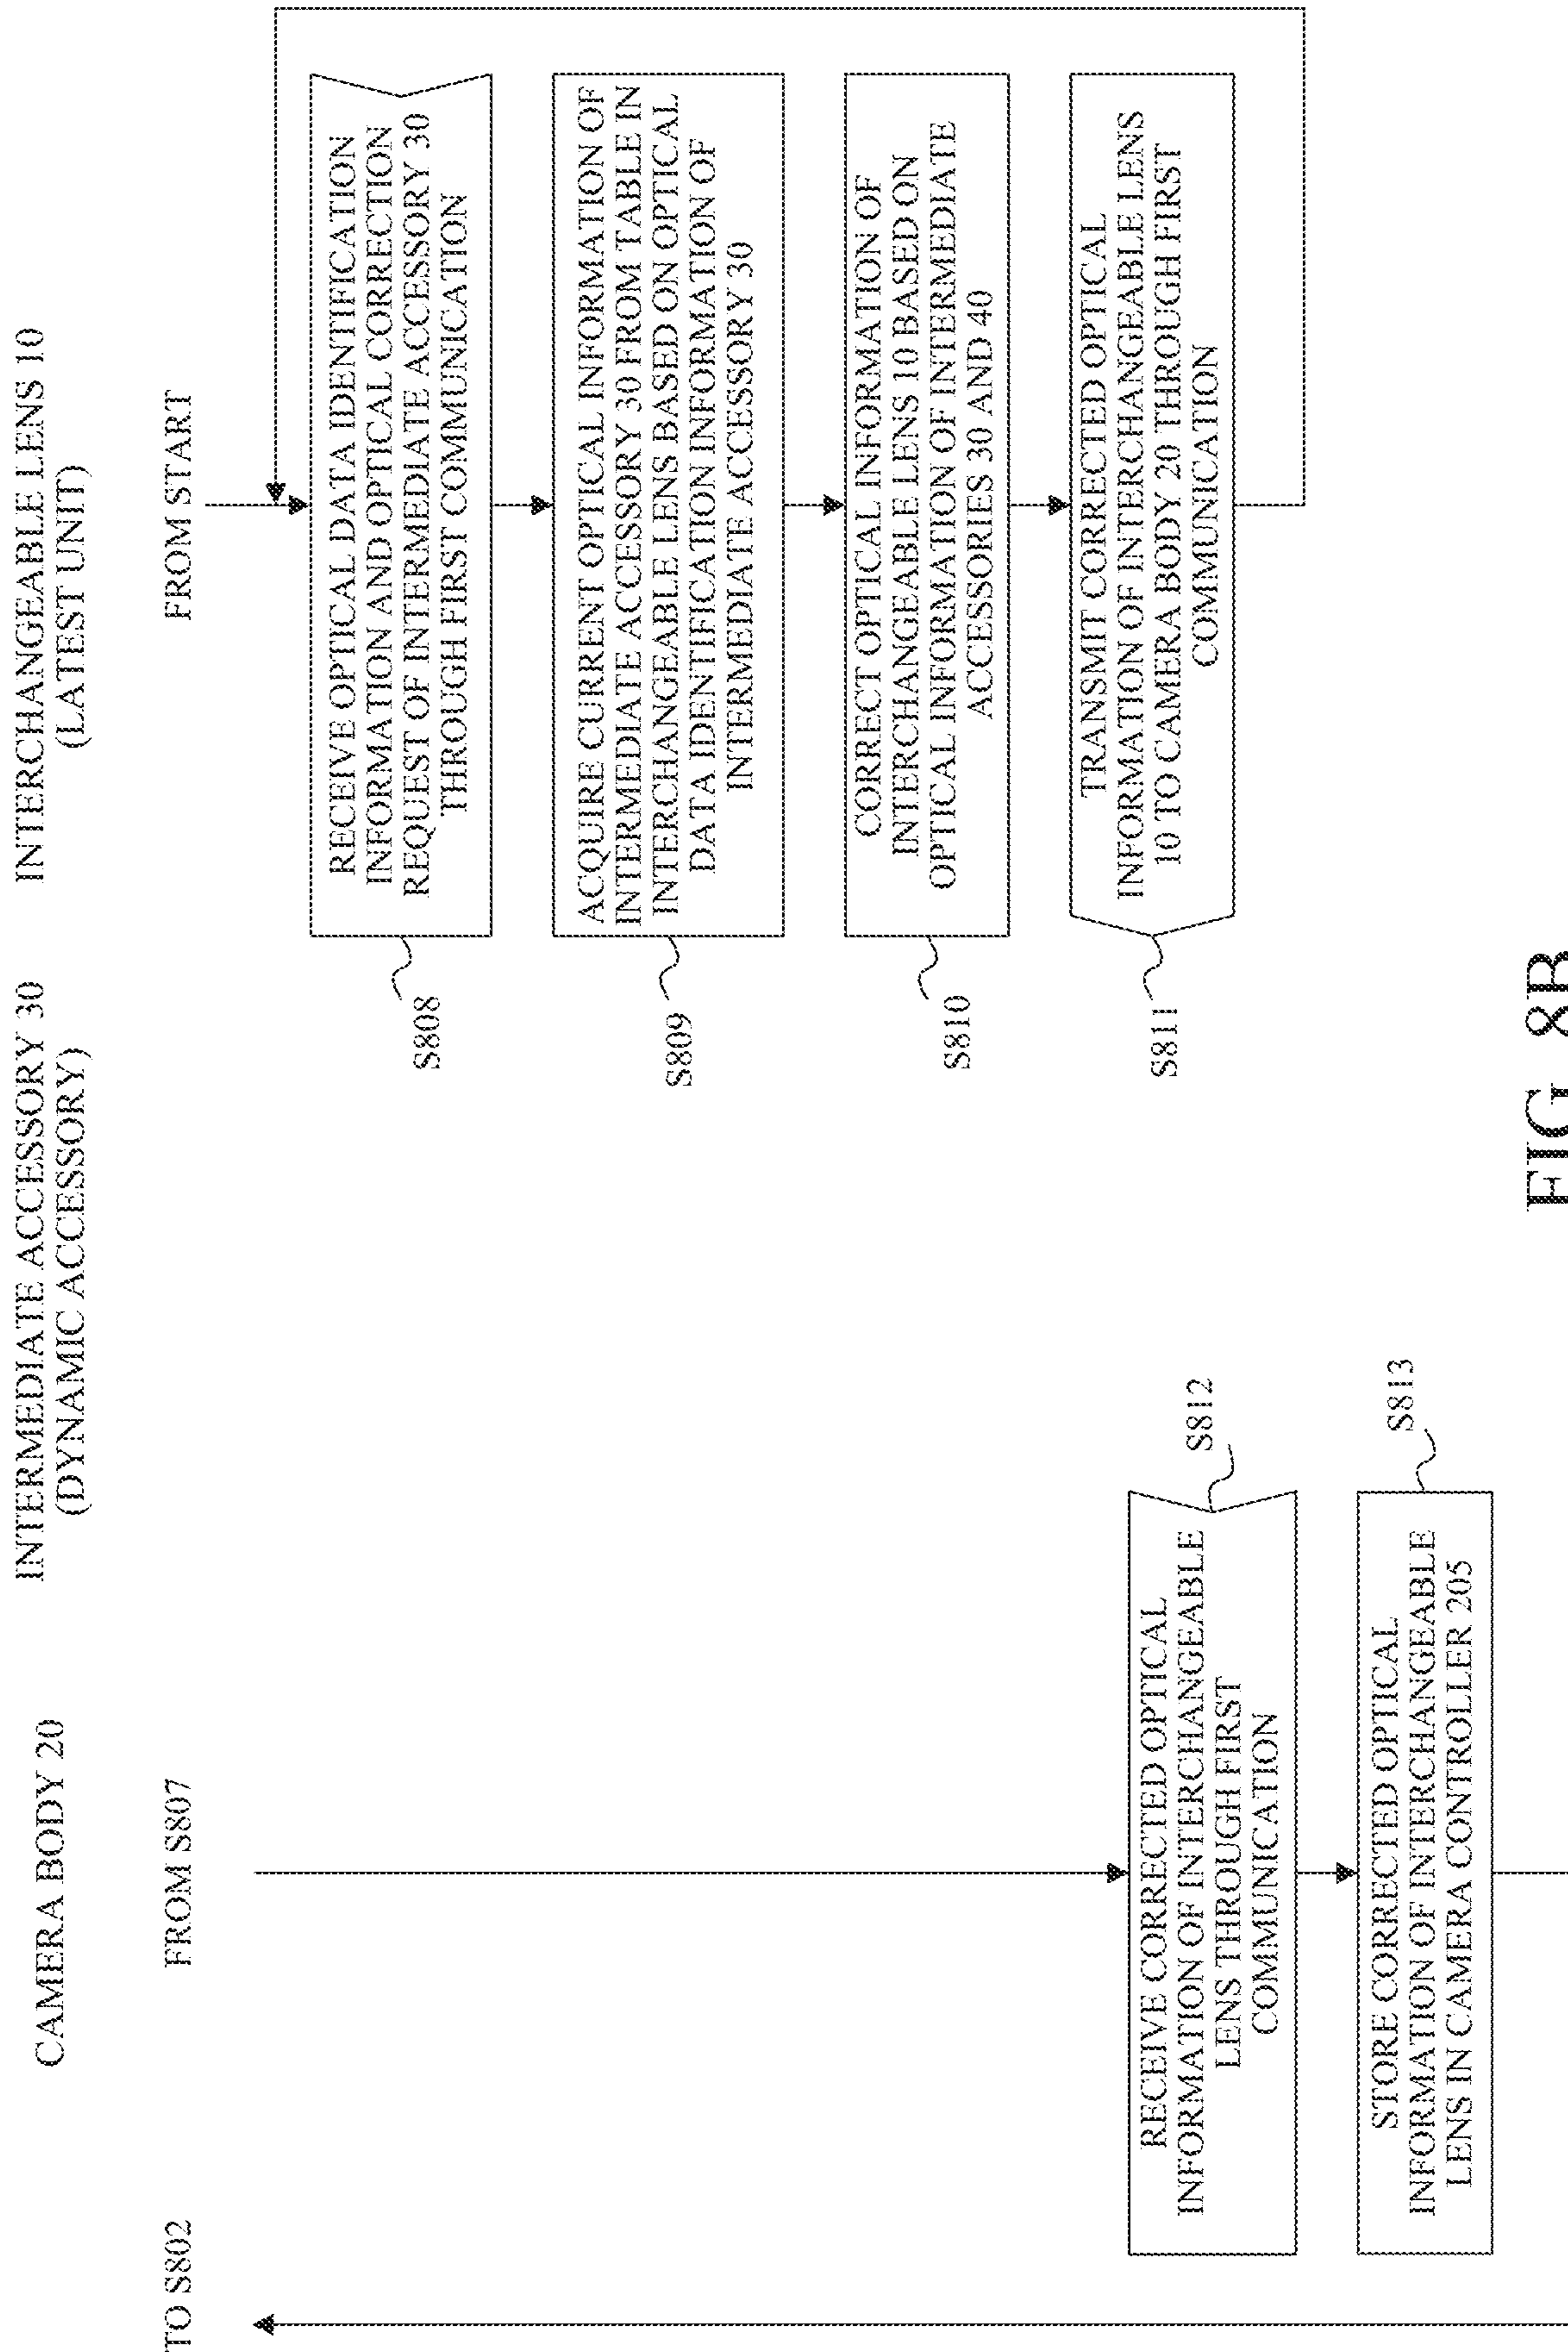 CAMERA BODY 20
INTERMEDIATE ACCESSORY 30
(DYNAMIC ACCESSORY)
INTERCHANGEABLE LENS 10
(LATEST UNIT)
TO S802
FROM S807
FROM START
RECEIVE OPTICAL DATA IDENTIFICATION
INFORMATION AND OPTICAL CORRECTION
REQUEST OF INTERMEDIATE ACCESSORY 30
THROUGH FIRST COMMUNICATION
S808
ACQUIRE CURRENT OPTICAL INFORMATION OF
INTERMEDIATE ACCESSORY 30 FROM TABLE IN
INTERCHANGEABLE LENS BASED ON OPTICAL
DATA IDENTIFICATION INFORMATION OF
INTERMEDIATE ACCESSORY 30
S809
CORRECT OPTICAL INFORMATION OF
INTERCHANGEABLE LENS 10 BASED ON
OPTICAL INFORMATION OF INTERMEDIATE
ACCESSORIES 30 AND 40
S810
TRANSMIT CORRECTED OPTICAL
INFORMATION OF INTERCHANGEABLE LENS
10 TO CAMERA BODY 20 THROUGH FIRST
COMMUNICATION
S811
RECEIVE CORRECTED OPTICAL
INFORMATION OF INTERCHANGEABLE
LENS THROUGH FIRST
COMMUNICATION
S812
STORE CORRECTED OPTICAL
INFORMATION OF INTERCHANGEABLE
LENS IN CAMERA CONTROLLER 205
S813
FIG. 8B